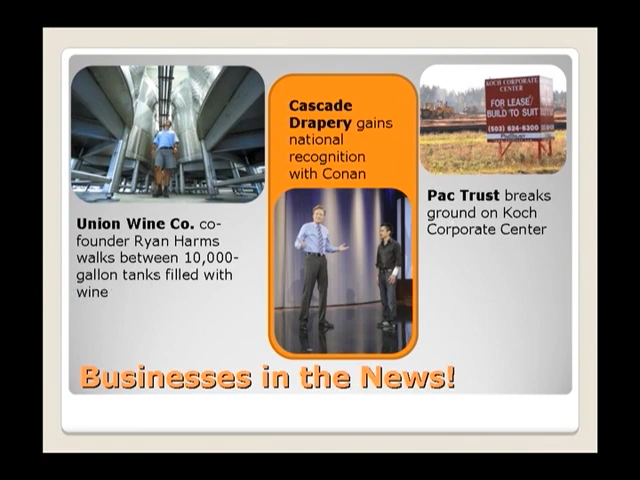 Union Wine Co. co-
founder Ryan Harms
walks between 10,000-
gallon tanks filled with
wine
Cascade
Drapery gains
national
recognition
with Conan
KOCH CORPORATE
CENTER
FOR LEASE
BUILD TO SUIT
(503) 624-6300
Pac Trust breaks
ground on Koch
Corporate Center
Businesses in the News!